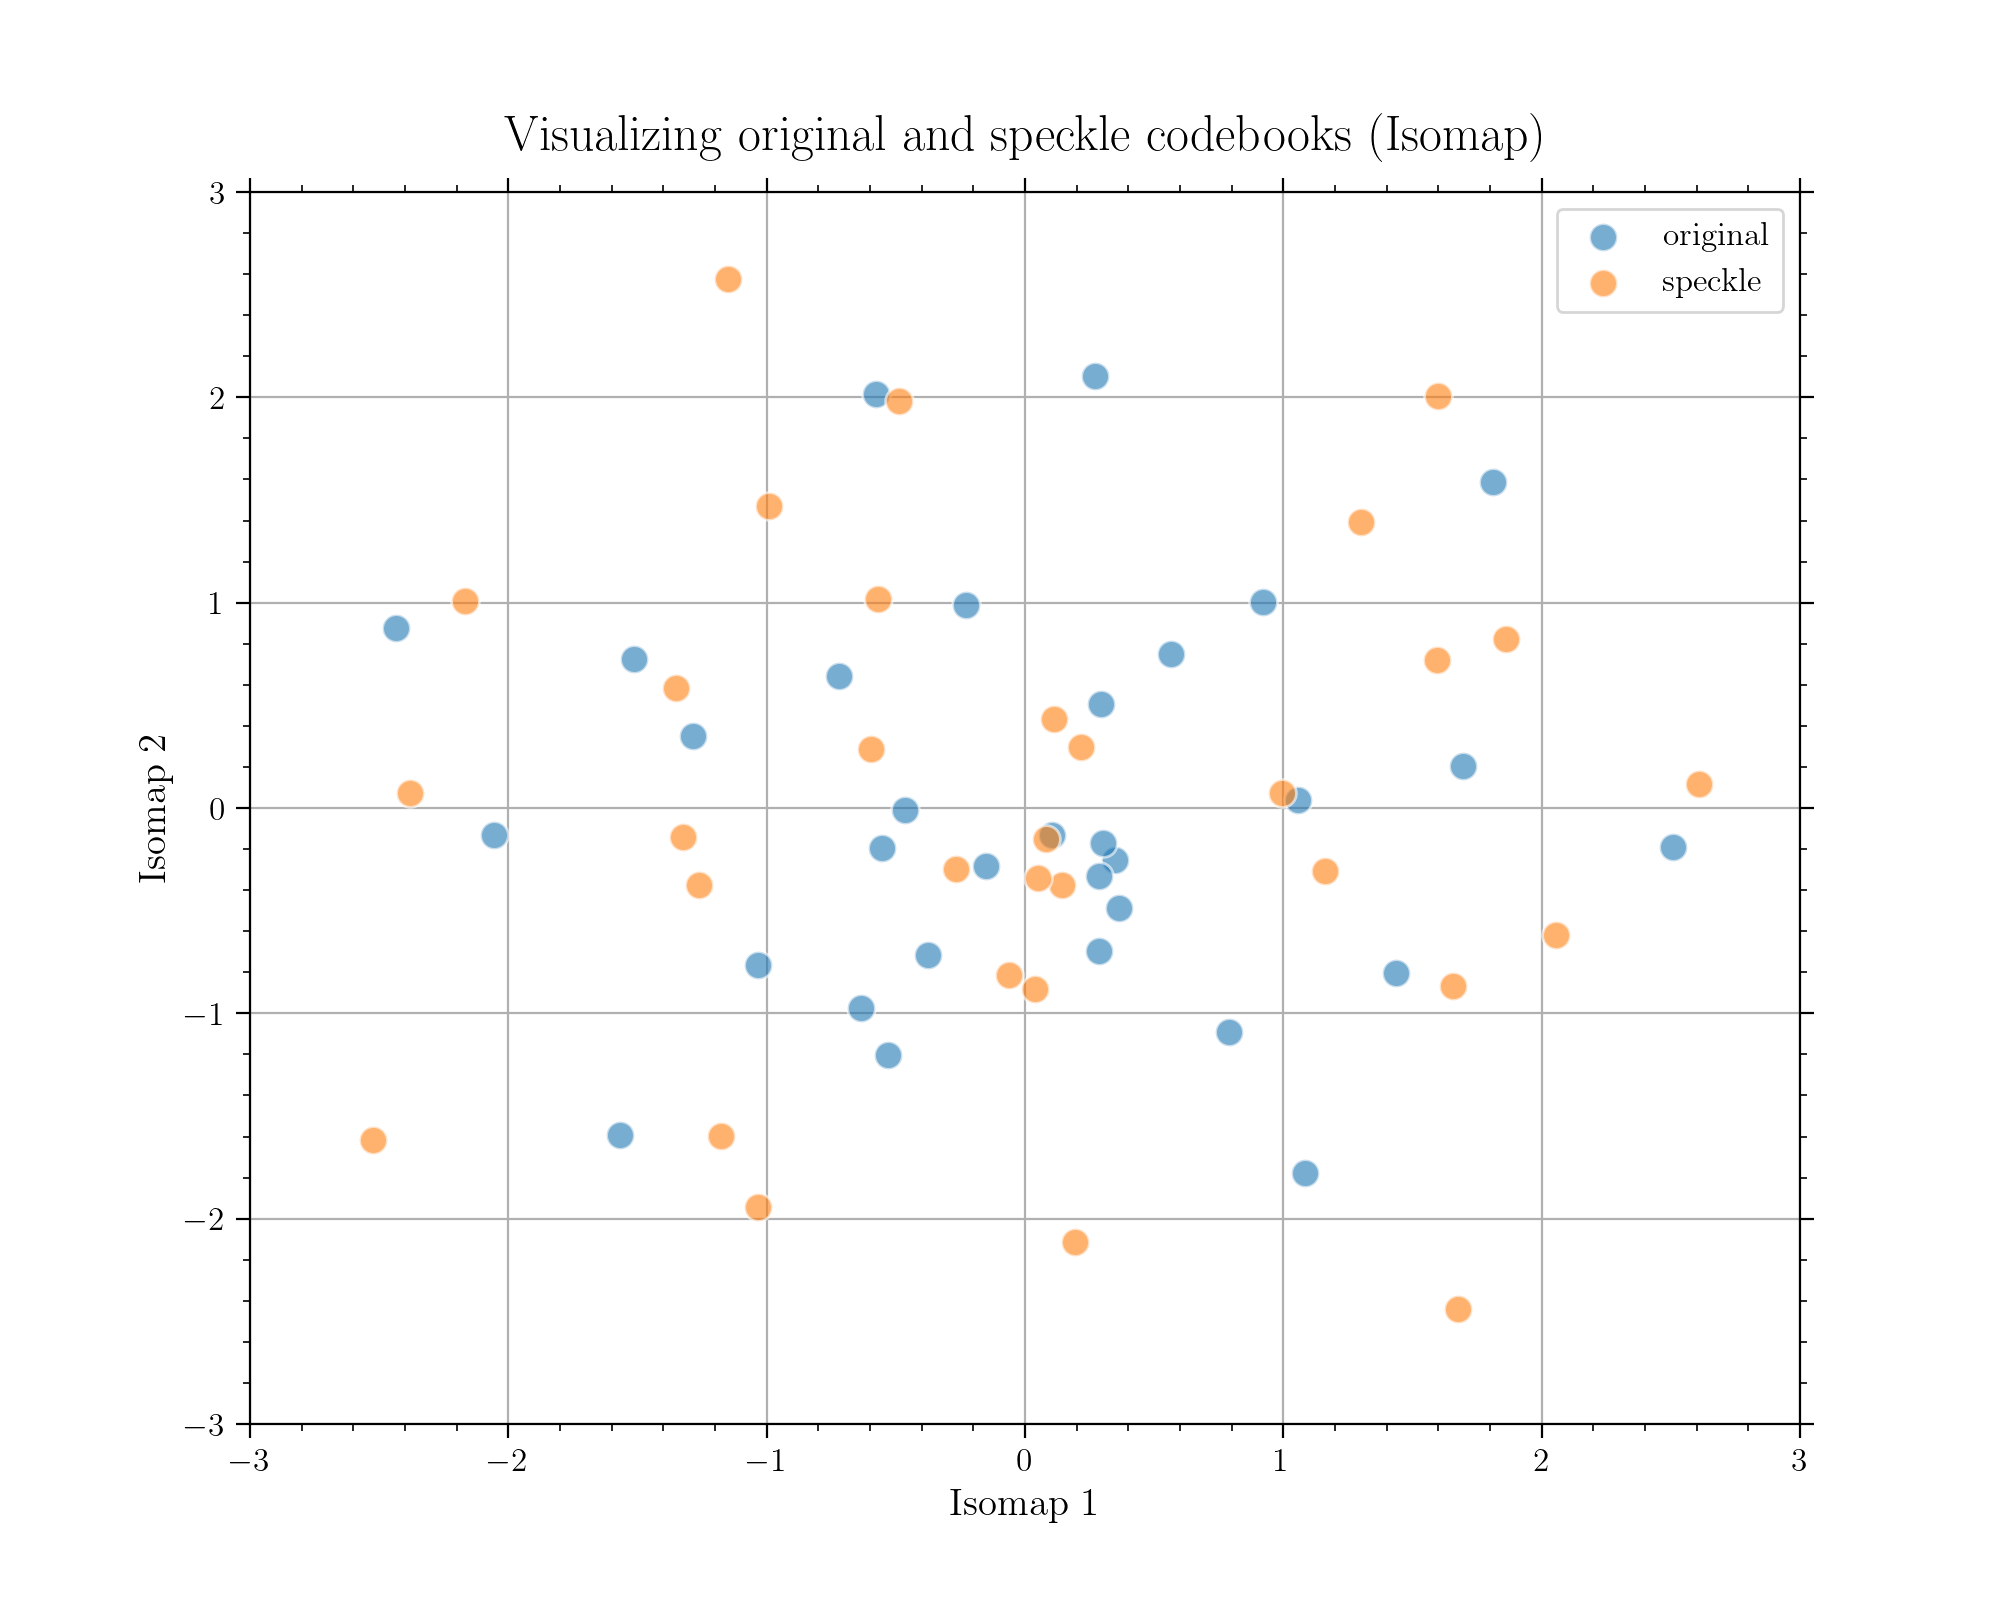 Visualizing original and speckle codebooks (Isomap)
original
speckle
3
2
1
0
−1
−2
−3
Isomap 2
−3 −2 −1 0 1 2 3
Isomap 1